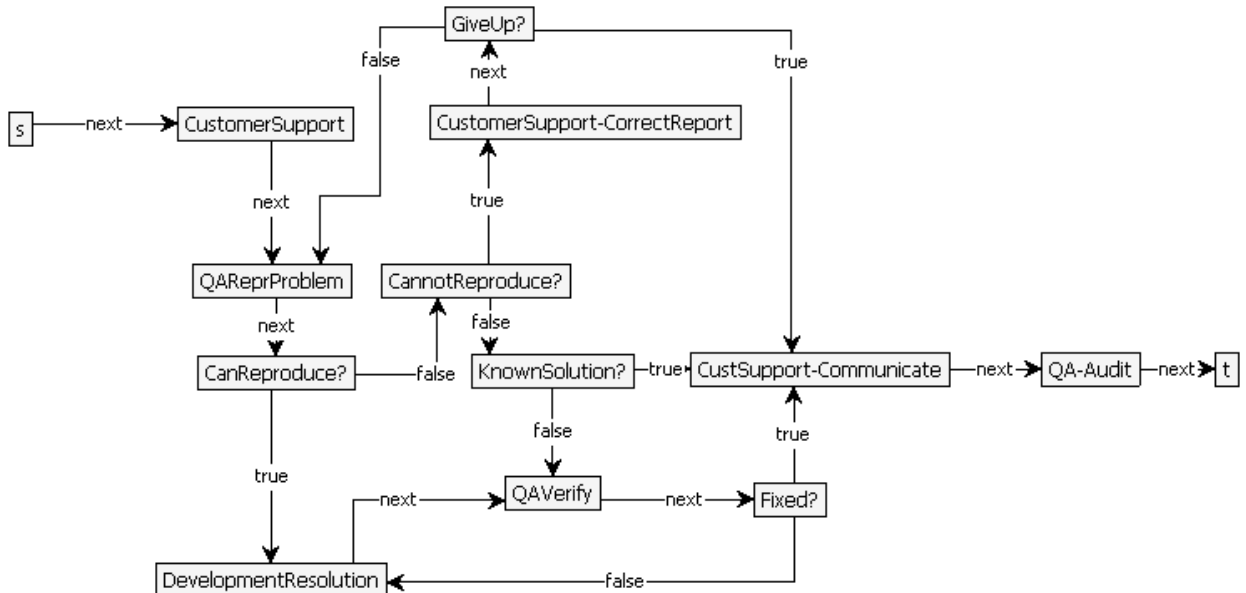 GiveUp?
false
true
next
s
next
CustomerSupport
CustomerSupport-CorrectReport
next
true
QAReprProblem
CannotReproduce?
next
false
CanReproduce?
false
KnownSolution?
true
CustSupport-Communicate
next
QA-Audit
next
t
false
true
true
next
QAVerify
next
Fixed?
DevelopmentResolution
false